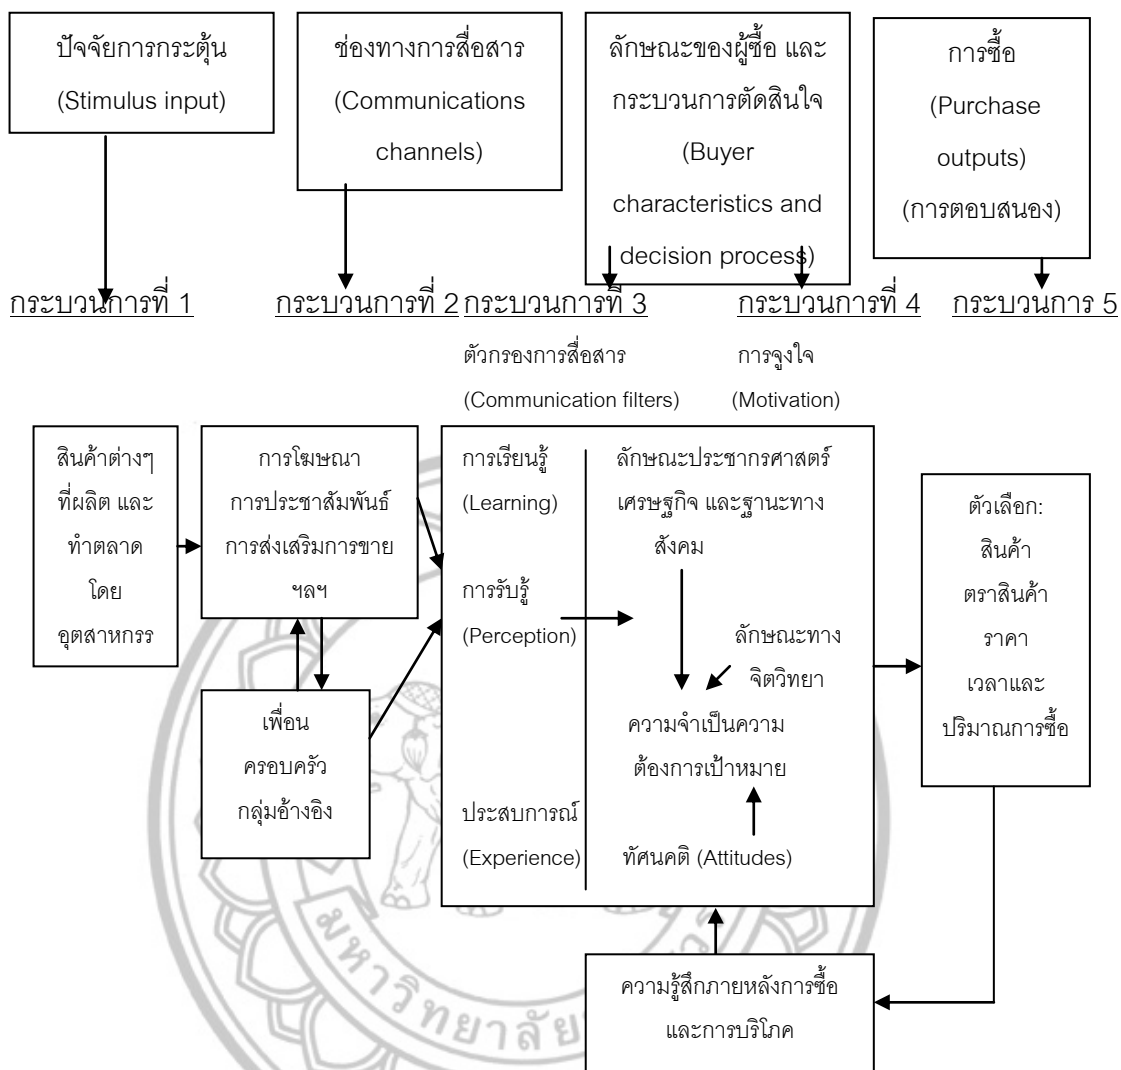 ปัจจัยการกระตุ้น
(Stimulus input)
ช่องทางการสื่อสาร
(Communications
channels)
ลักษณะของผู้ซื้อ และ
กระบวนการตัดสินใจ
(Buyer
characteristics and
decision process)
การซื้อ
(Purchase
outputs)
(การตอบสนอง)
กระบวนการที่ 1
กระบวนการที่ 2
กระบวนการที่ 3
กระบวนการที่ 4
กระบวนการ 5
ตัวกรองการสื่อสาร
(Communication filters)
การจูงใจ
(Motivation)
สินค้าต่างๆ
ที่ผลิต และ
ทำตลาด
โดย
อุตสาหกรร
การโฆษณา
การประชาสัมพันธ์
การส่งเสริมการขาย
ฯลฯ
เพื่อน
ครอบครัว
กลุ่มอ้างอิง
การเรียนรู้
(Learning)
การรับรู้
(Perception)
ประสบการณ์
(Experience)
ลักษณะประชากรศาสตร์
เศรษฐกิจ และฐานะทาง
สังคม
ลักษณะทาง
จิตวิทยา
ความจำเป็นความ
ต้องการเป้าหมาย
ทัศนคติ (Attitudes)
ตัวเลือก:
สินค้า
ตราสินค้า
ราคา
เวลาและ
ปริมาณการซื้อ
ความรู้สึกภายหลังการซื้อ
และการบริโภค
มหาวิทยาลัย